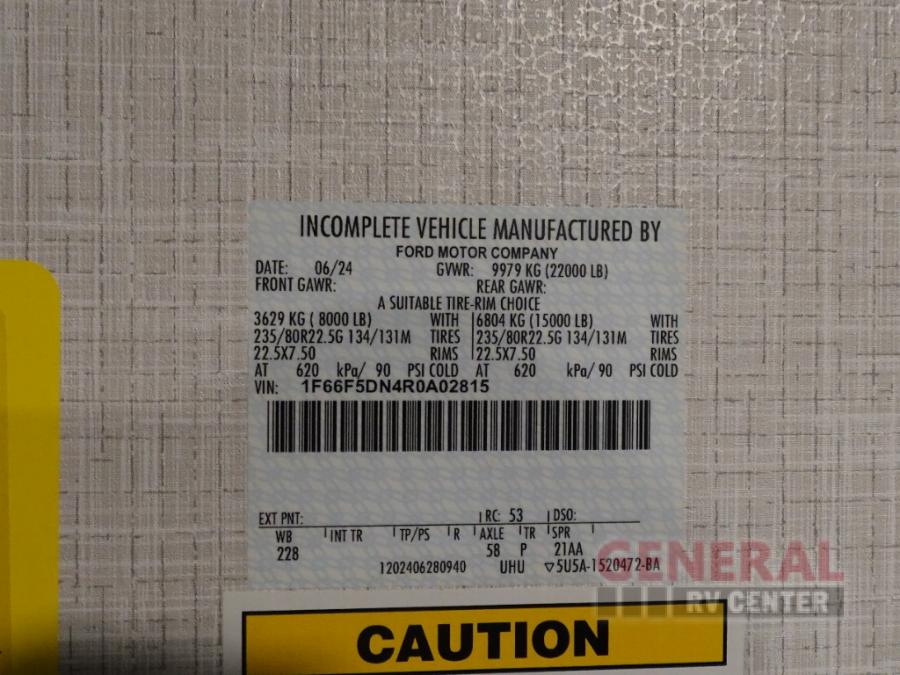 INCOMPLETE VEHICLE MANUFACTURED BY
FORD MOTOR COMPANY
DATE: 06/24 GVWR: 9979 KG (22000 LB)
FRONT GAWR: REAR GAWR:
A SUITABLE TIRE-RIM CHOICE
3629 KG ( 8000 LB) WITH 6804 KG (15000 LB) WITH
235/80R22.5G 134/131M TIRES 235/80R22.5G 134/131M TIRES
22.5X7.50 RIMS 22.5X7.50 RIMS
AT 620 kPa/ 90 PSI COLD AT 620 kPa/ 90 PSI COLD
VIN: 1F66F5DN4R0A02815
EXT PNT: RC: 53 DSO:
WB INT TR TP/PS R AXLE TR SPR
228 58 P 21AA
1202406280940 UHU ▽5U5A-1520472-BA
GENERAL
RV CENTER
CAUTION